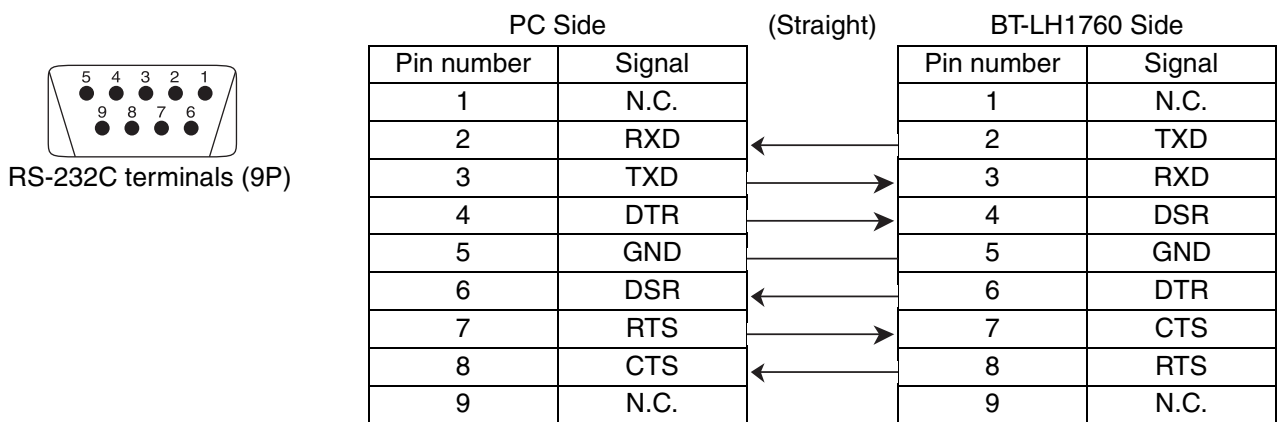 PC Side (Straight) BT-LH1760 Side
Pin number Signal Pin number Signal
5 4 3 2 1
1 N.C. 1 N.C.
9 8 7 6
2 RXD 2 TXD
RS-232C terminals (9P)
3 TXD 3 RXD
4 DTR 4 DSR
5 GND 5 GND
6 DSR 6 DTR
7 RTS 7 CTS
8 CTS 8 RTS
9 N.C. 9 N.C.